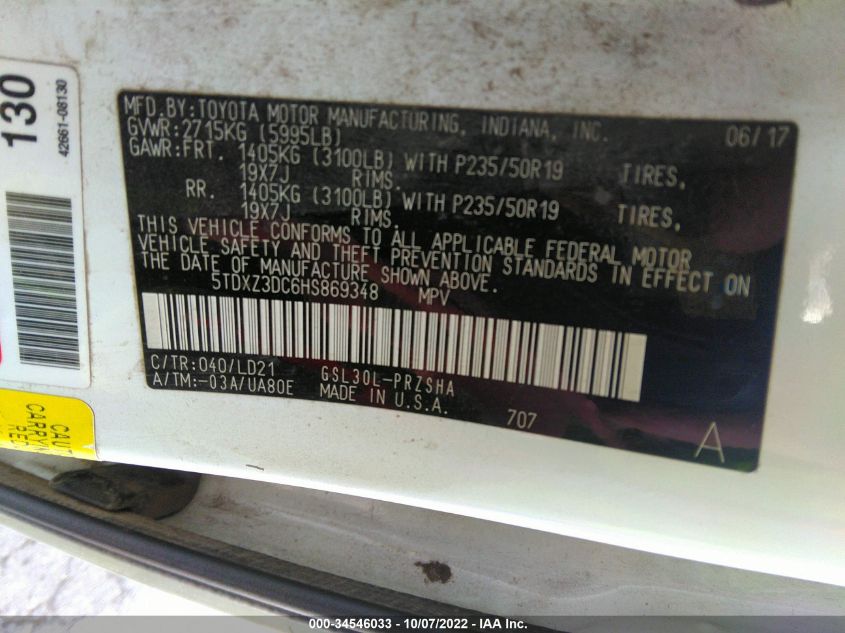 130
42661-08130
MFD.BY:TOYOTA MOTOR MANUFACTURING, INDIANA, INC. 06/17
GVWR:2715KG (5995LB)
GAWR:FRT. 1405KG (3100LB) WITH P235/50R19 TIRES,
19X7J RIMS.
RR. 1405KG (3100LB) WITH P235/50R19 TIRES,
19X7J RIMS.
THIS VEHICLE CONFORMS TO ALL APPLICABLE FEDERAL MOTOR
VEHICLE SAFETY AND THEFT PREVENTION STANDARDS IN EFFECT ON
THE DATE OF MANUFACTURE SHOWN ABOVE.
5TDXZ3DC6HS869348 MPV
C/TR:040/LD21 GSL30L-PRZSHA
A/TM:-03A/UA80E MADE IN U.S.A. 707
A
000-34546033 - 10/07/2022 - IAA Inc.